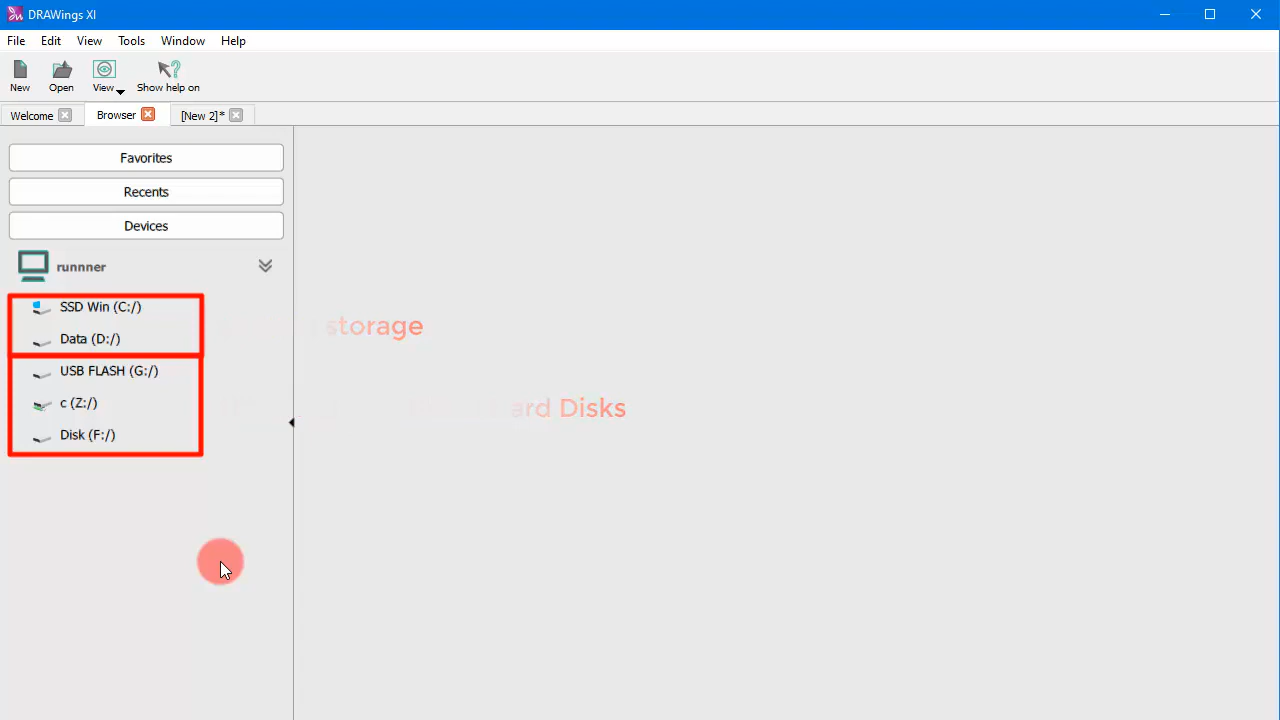 DRAWings XI
File Edit View Tools Window Help
New Open View Show help on
Welcome Browser [New 2]*
Favorites
Recents
Devices
runnner
SSD Win (C:/)
storage
Data (D:/)
USB FLASH (G:/)
c (Z:/)
Disks
Disk (F:/)